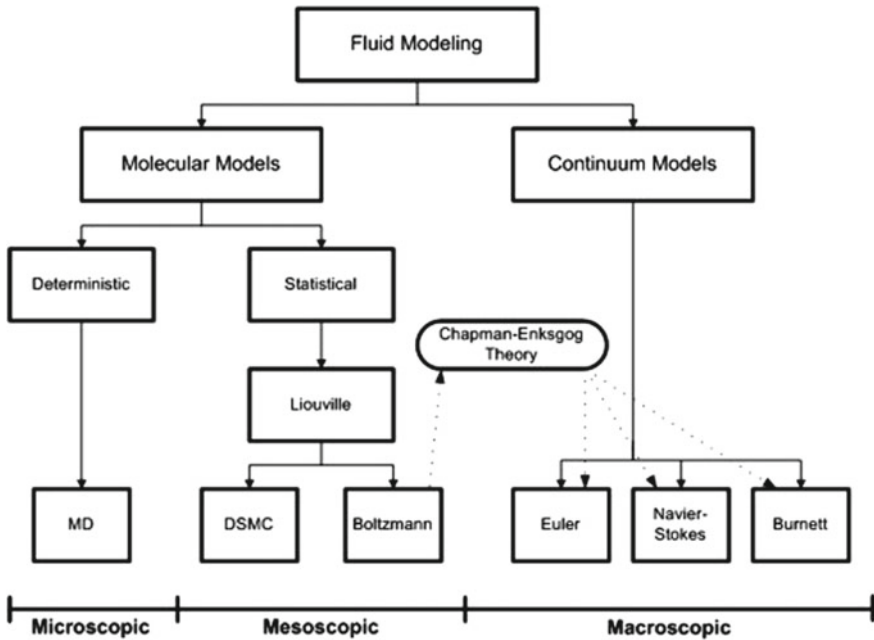 Fluid Modeling
Molecular Models
Continuum Models
Deterministic
Statistical
Chapman-Enksgog
Theory
Liouville
MD
DSMC
Boltzmann
Euler
Navier-
Stokes
Burnett
Microscopic
Mesoscopic
Macroscopic